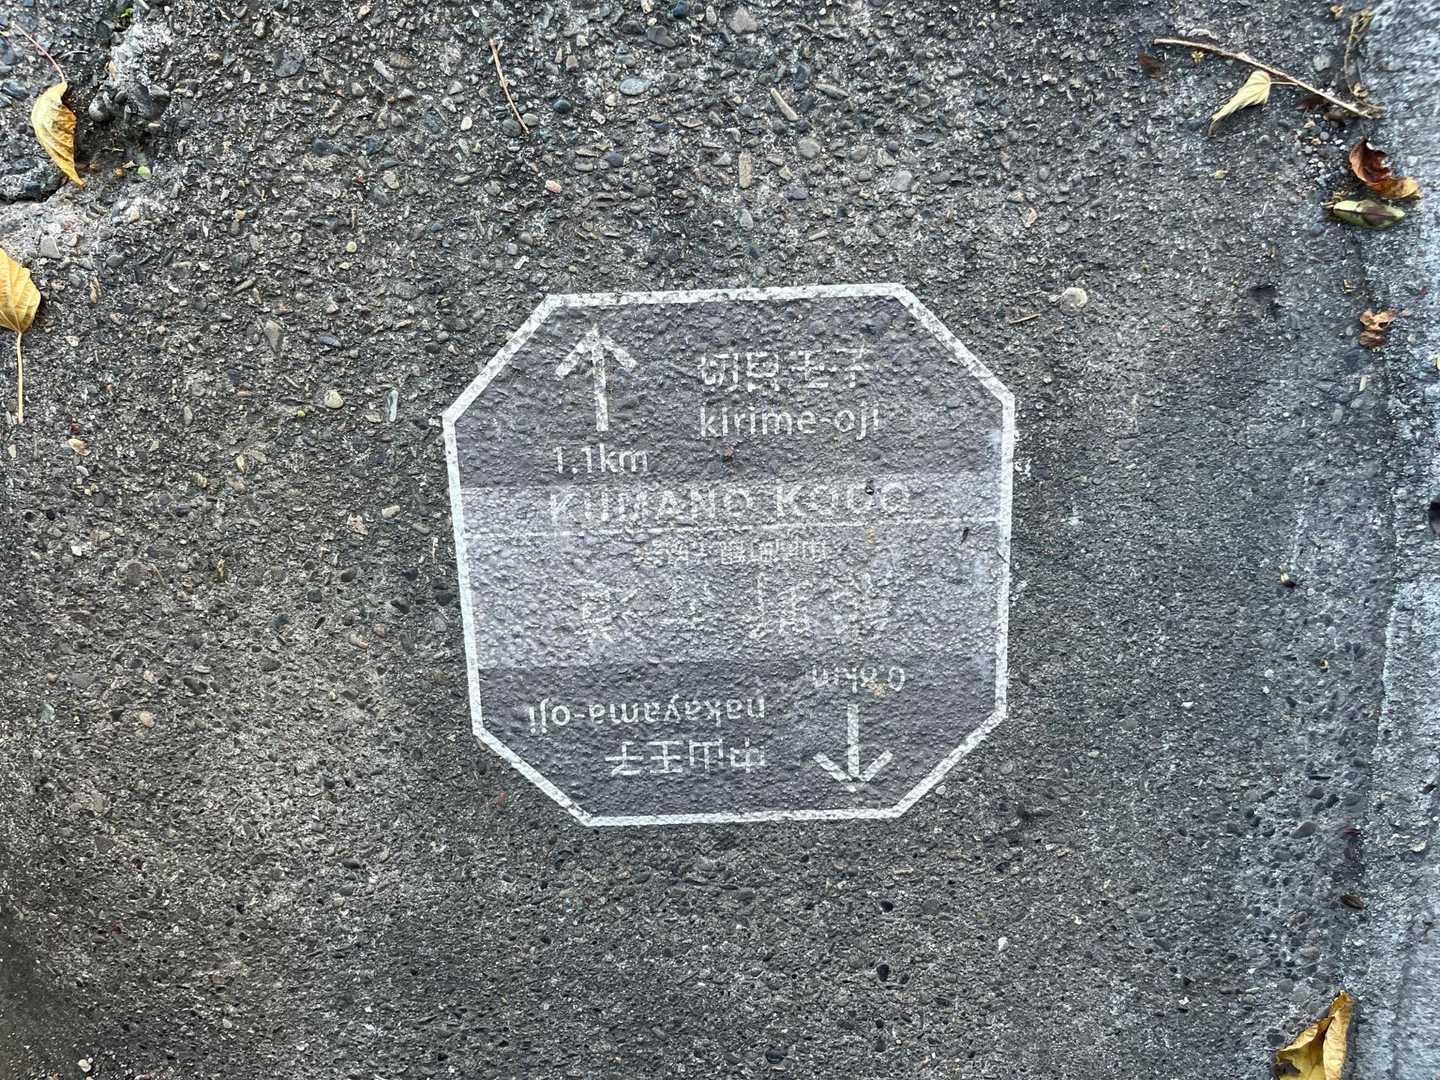 切目王子
kirime-oji
1.1km
KUMANO KODO
0.8km
nakayama-oji
中山王子